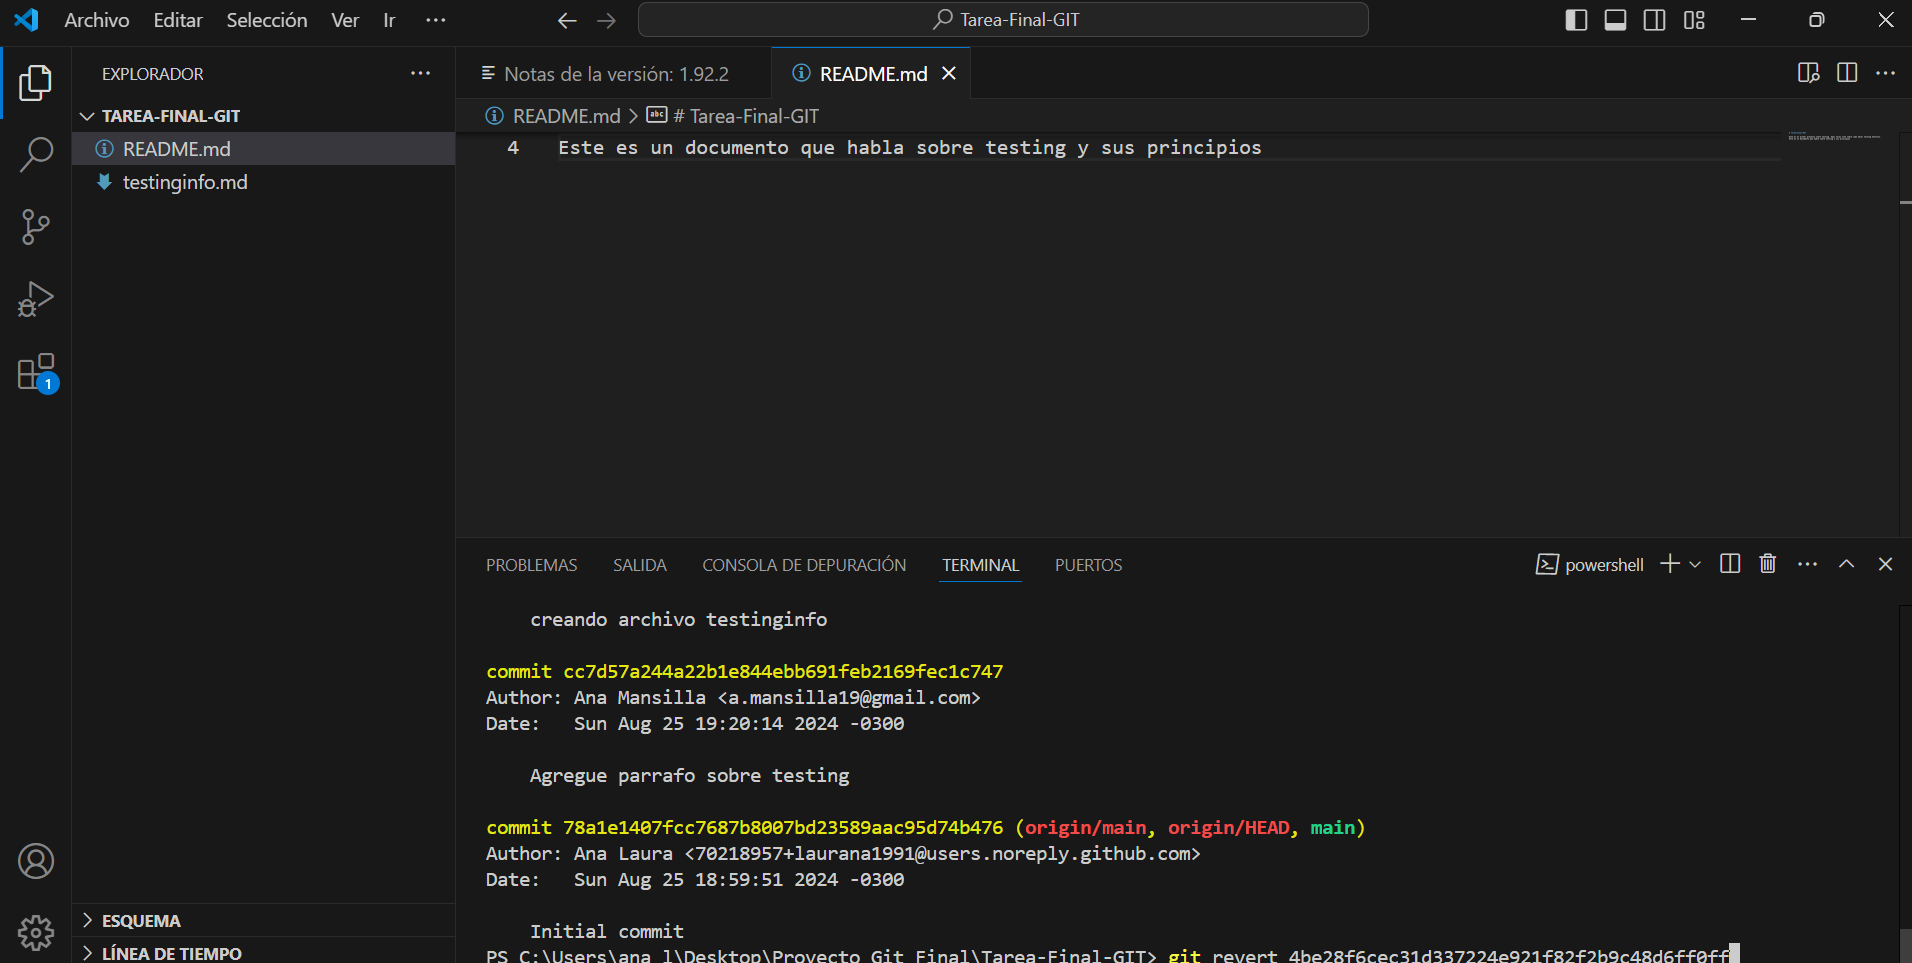 Archivo Editar Selección Ver Ir ···
Tarea-Final-GIT
EXPLORADOR ···
TAREA-FINAL-GIT
README.md
testinginfo.md
1
ESQUEMA
LÍNEA DE TIEMPO
Notas de la versión: 1.92.2
README.md
README.md > # Tarea-Final-GIT
4 Este es un documento que habla sobre testing y sus principios
PROBLEMAS SALIDA CONSOLA DE DEPURACIÓN TERMINAL PUERTOS
powershell
creando archivo testinginfo
commit cc7d57a244a22b1e844ebb691feb2169fec1c747
Author: Ana Mansilla <a.mansilla19@gmail.com>
Date: Sun Aug 25 19:20:14 2024 -0300
Agregue parrafo sobre testing
commit 78a1e1407fcc7687b8007bd23589aac95d74b476 (origin/main, origin/HEAD, main)
Author: Ana Laura <70218957+laurana1991@users.noreply.github.com>
Date: Sun Aug 25 18:59:51 2024 -0300
Initial commit
PS C:\Users\ana_l\Desktop\Proyecto Git Final\Tarea-Final-GIT> git revert 4be28f6cec31d337224e921f82f2b9c48d6ff0ff